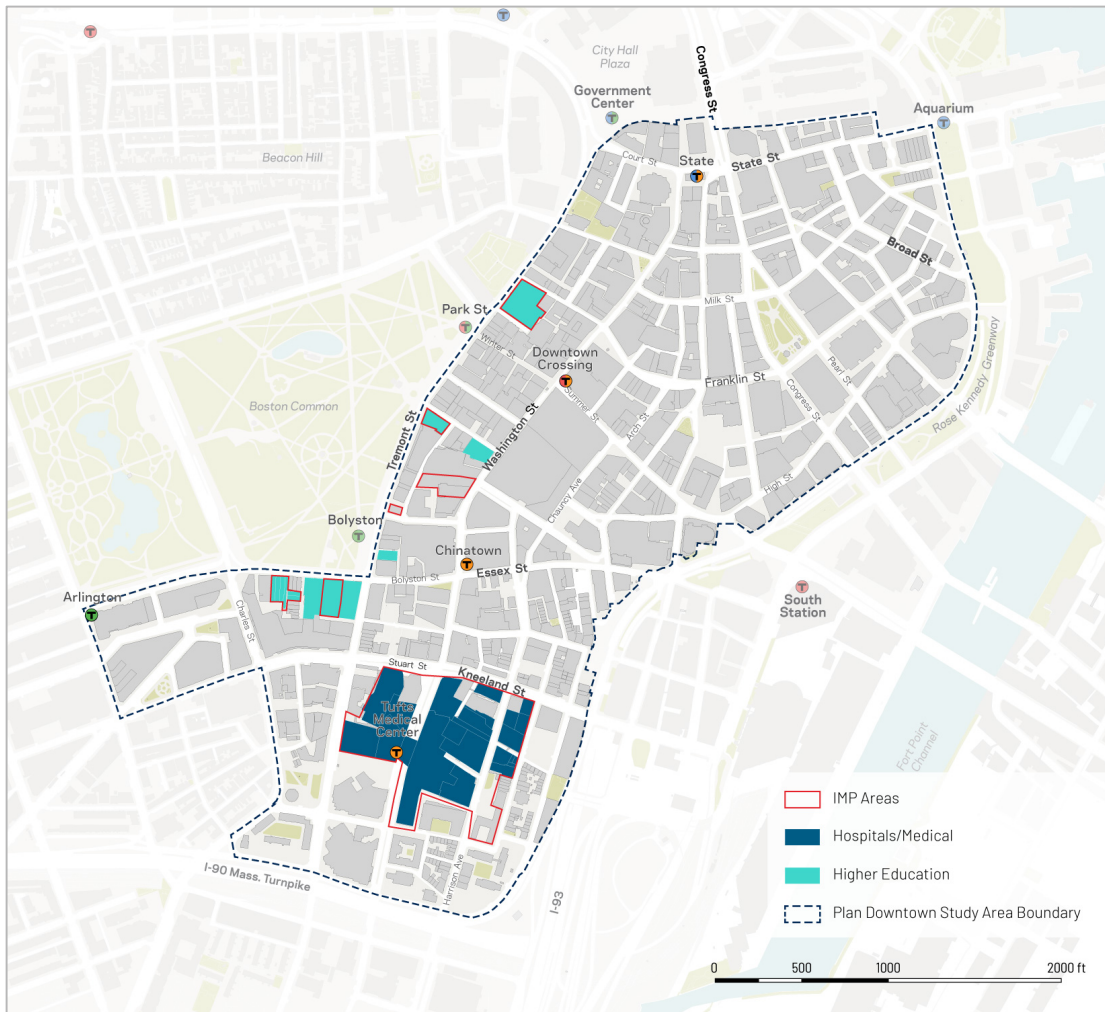 City Hall
Plaza
Congress St
Government
Center
Aquarium
Beacon Hill
Court St
State
State St
Broad St
Park St
Milk St
Winter St
Downtown
Crossing
Franklin St
Pearl St
Congress St
Summer St
Arch St
Rose Kennedy Greenway
Boston Common
Tremont St
Washington St
Chauncy Ave
High St
Bolyston
Chinatown
Essex St
Bolyston St
Arlington
Charles St
South
Station
Stuart St
Kneeland St
Tufts
Medical
Center
Fort Point
Channel
Harrison Ave
I-90 Mass. Turnpike
I-93
IMP Areas
Hospitals/Medical
Higher Education
Plan Downtown Study Area Boundary
0 500 1000 2000 ft
T
T
T
T
T
T
T
T
T
T
T
T